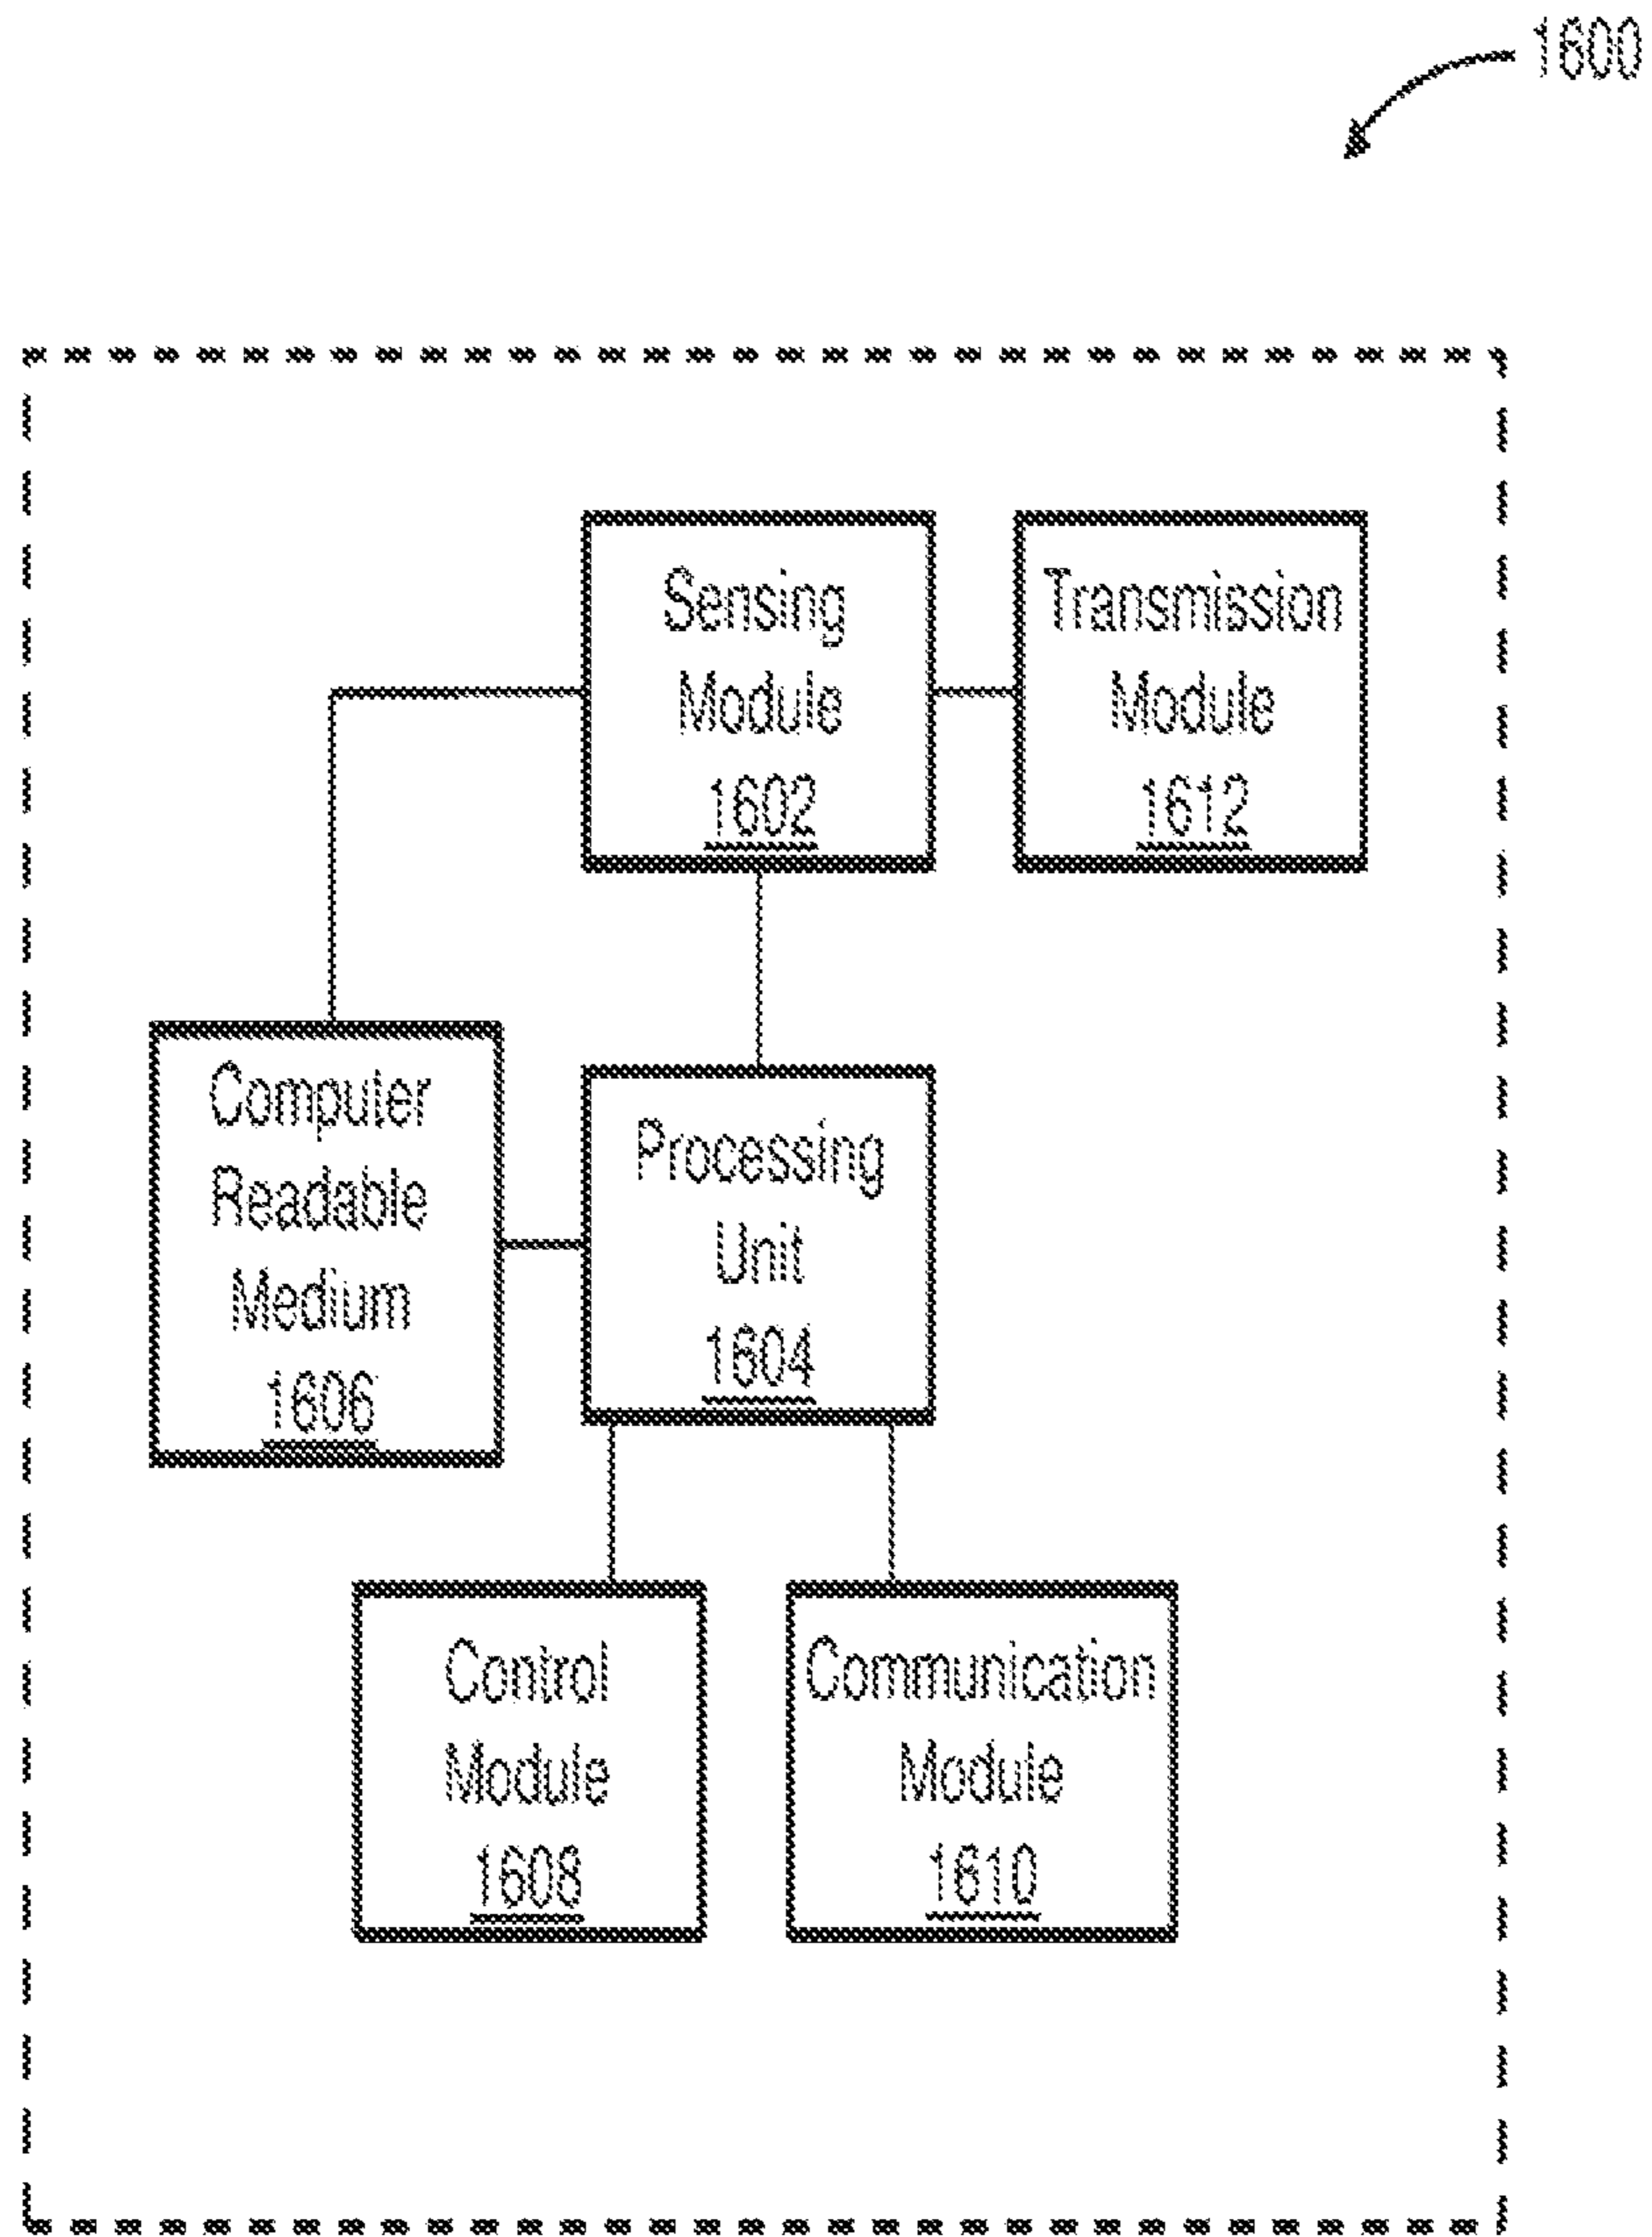 1600
Sensing
Module
1602
Transmission
Module
1612
Computer
Readable
Medium
1606
Processing
Unit
1604
Control
Module
1608
Communication
Module
1610